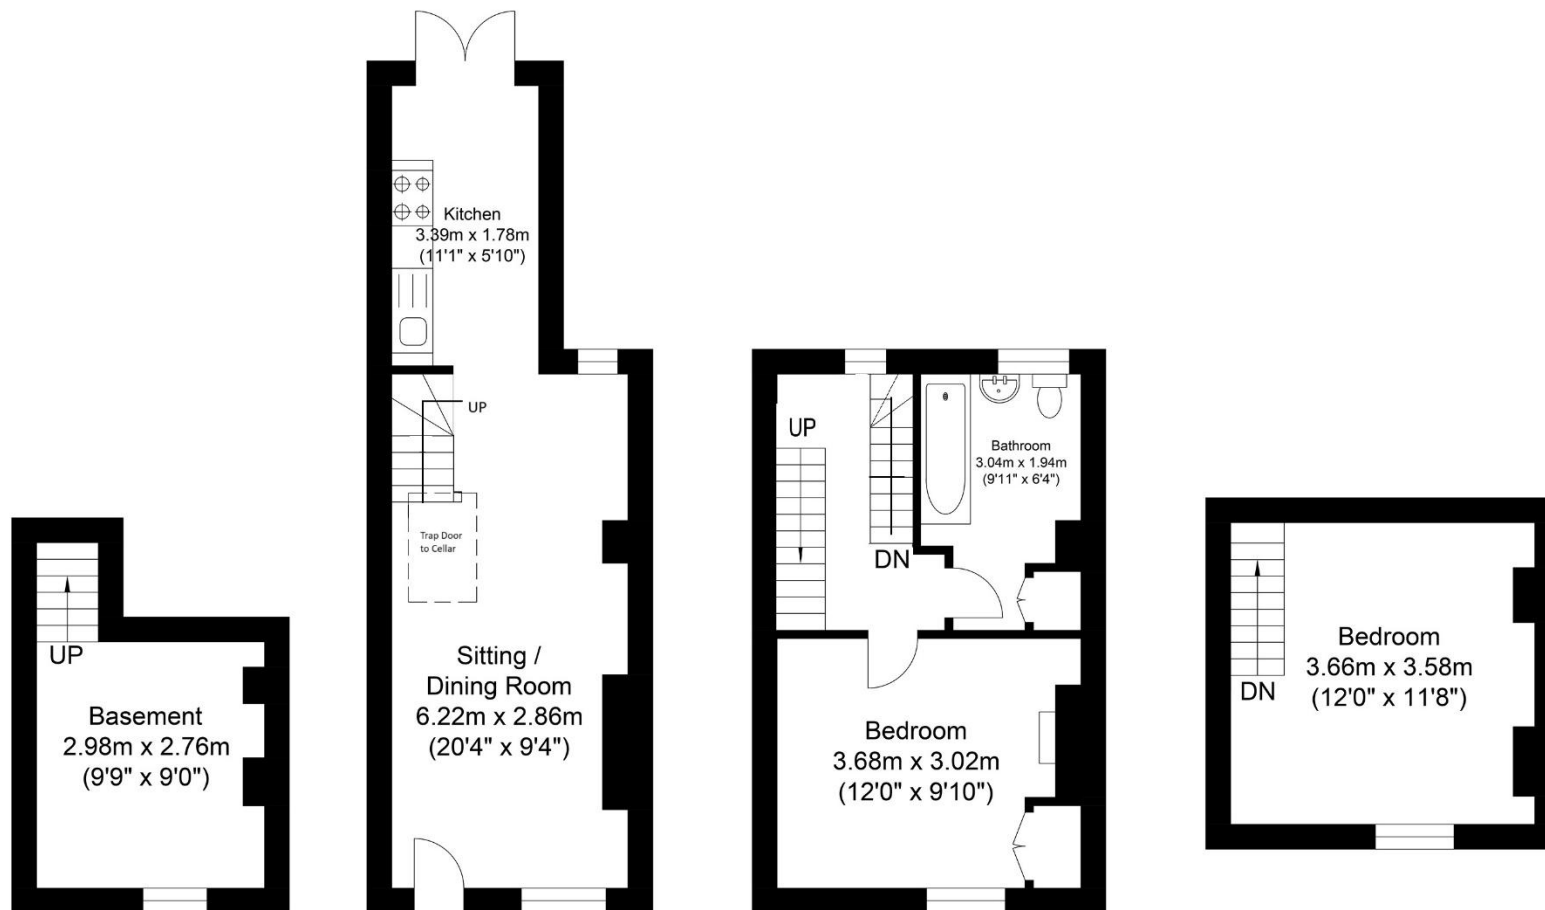 UP
Basement
2.98m x 2.76m
(9'9" x 9'0")
Kitchen
3.39m x 1.78m
(11'1" x 5'10")
UP
Trap Door
to Cellar
Sitting /
Dining Room
6.22m x 2.86m
(20'4" x 9'4")
UP
DN
Bathroom
3.04m x 1.94m
(9'11" x 6'4")
Bedroom
3.68m x 3.02m
(12'0" x 9'10")
DN
Bedroom
3.66m x 3.58m
(12'0" x 11'8")